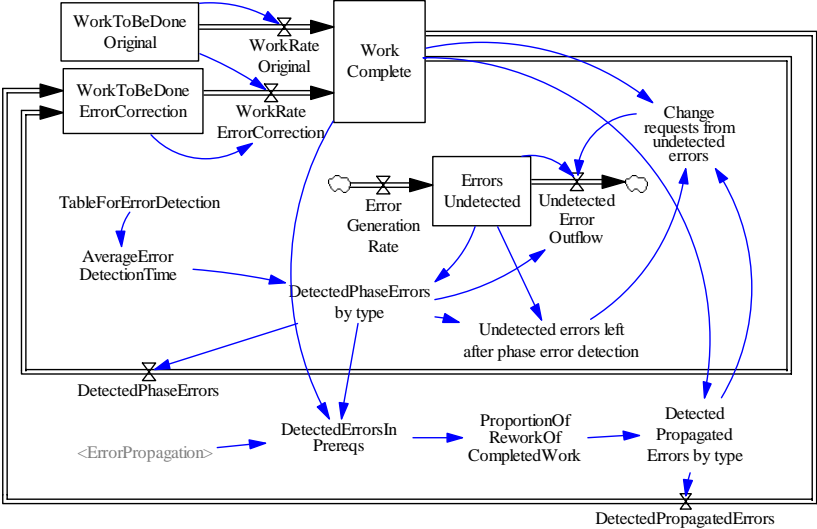 WorkToBeDone
Original
WorkRate
Original
Work
Complete
WorkToBeDone
ErrorCorrection
WorkRate
ErrorCorrection
Change
requests from
undetected
errors
Errors
Undetected
Error
Generation
Rate
Undetected
Error
Outflow
TableForErrorDetection
AverageError
DetectionTime
DetectedPhaseErrors
by type
Undetected errors left
after phase error detection
DetectedPhaseErrors
<ErrorPropagation>
DetectedErrorsIn
Prereqs
ProportionOf
ReworkOf
CompletedWork
Detected
Propagated
Errors by type
DetectedPropagatedErrors